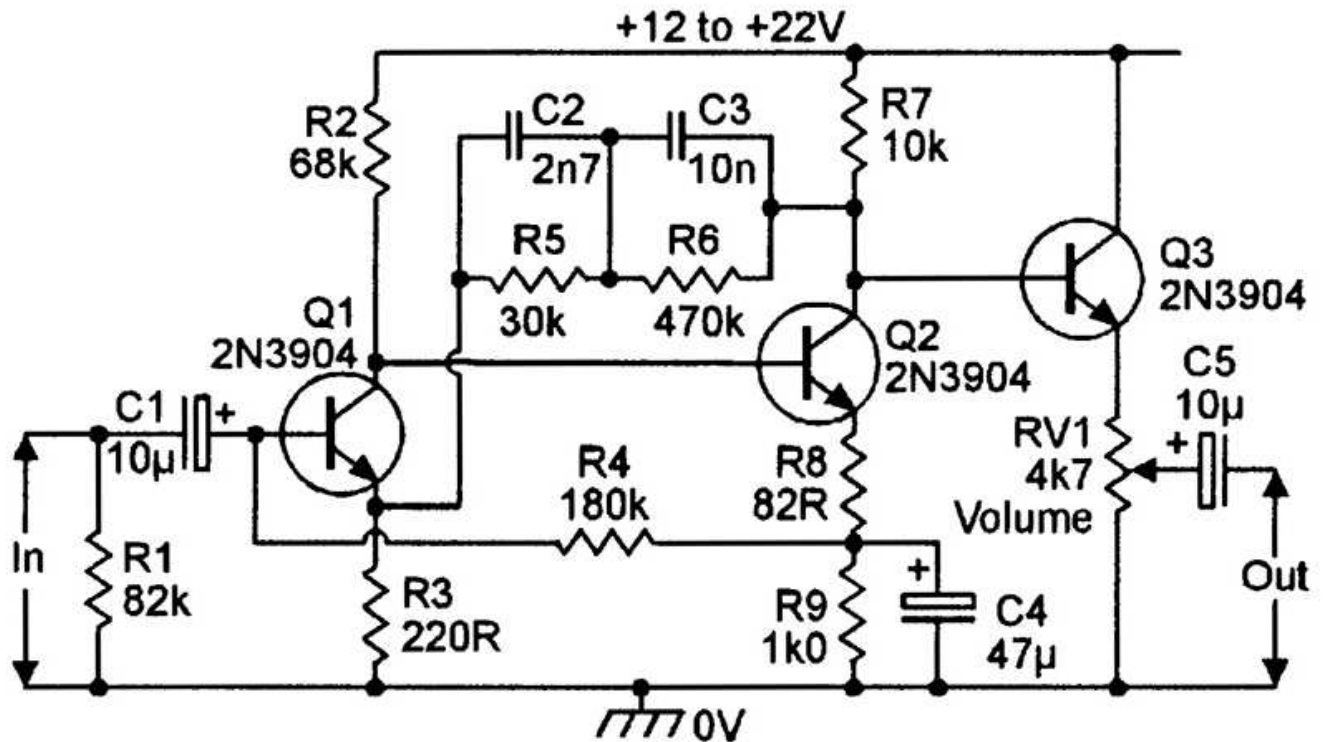 +12 to +22V
R2
68k
C2
2n7
C3
10n
R7
10k
R5
30k
R6
470k
Q3
2N3904
Q1
2N3904
Q2
2N3904
C1
10µ
+
R4
180k
R8
82R
RV1
4k7
Volume
C5
10µ
+
In
R1
82k
R3
220R
R9
1k0
+
C4
47µ
Out
0V